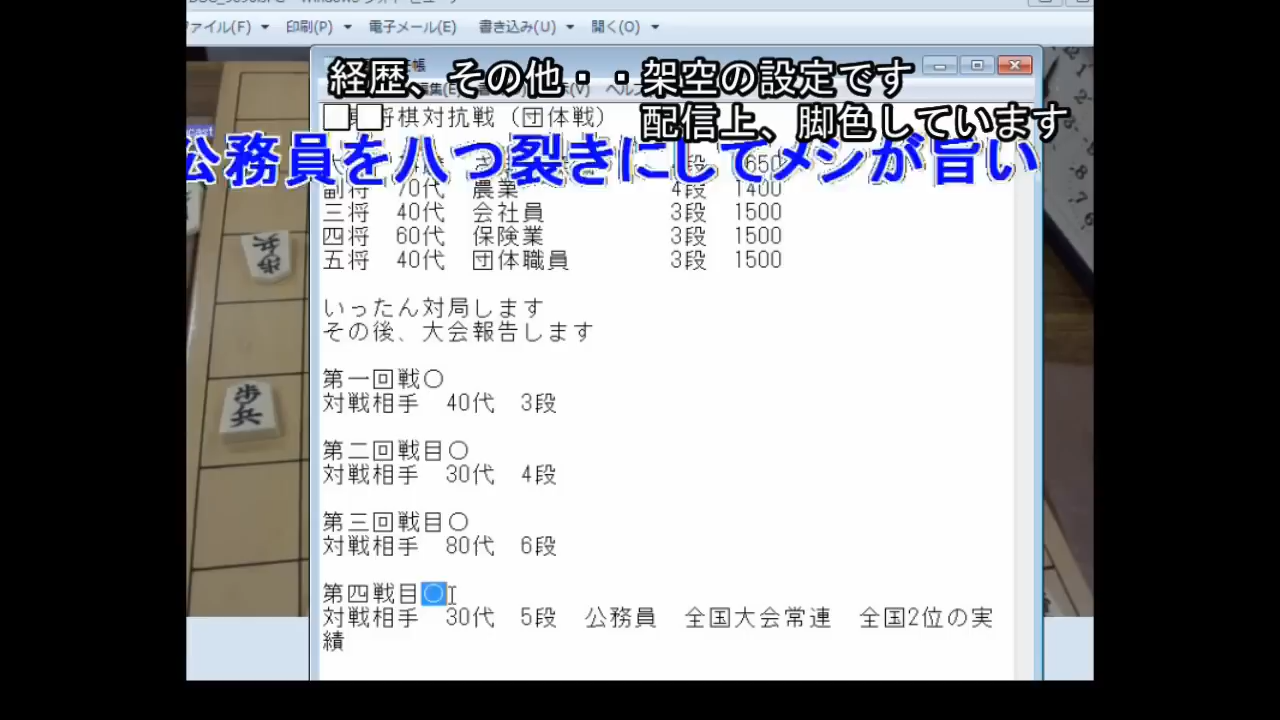 ファイル(F) 印刷(P) 電子メール(E) 書き込み(U) 開く(O)
経歴、その他・・架空の設定です
配信上、脚色しています
将棋対抗戦（団体戦）
公務員を八つ裂きにしてメシが旨い
副将 70代 農業 4段 1400
三将 40代 会社員 3段 1500
四将 60代 保険業 3段 1500
五将 40代 団体職員 3段 1500
いったん対局します
その後、大会報告します
第一回戦〇
対戦相手 40代 3段
第二回戦目〇
対戦相手 30代 4段
第三回戦目〇
対戦相手 80代 6段
第四戦目〇
対戦相手 30代 5段 公務員 全国大会常連 全国2位の実
績
歩兵
歩兵